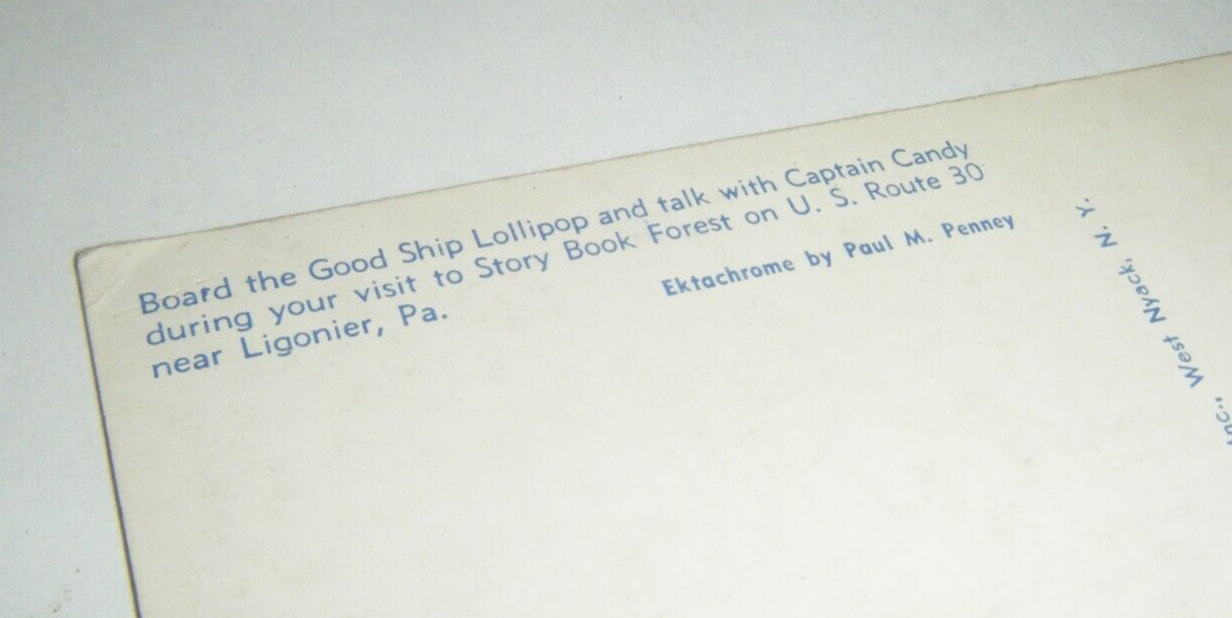 Board the Good Ship Lollipop and talk with Captain Candy
during your visit to Story Book Forest on U. S. Route 30
near Ligonier, Pa.
Ektachrome by Paul M. Penney
Inc., West Nyack, N. Y.